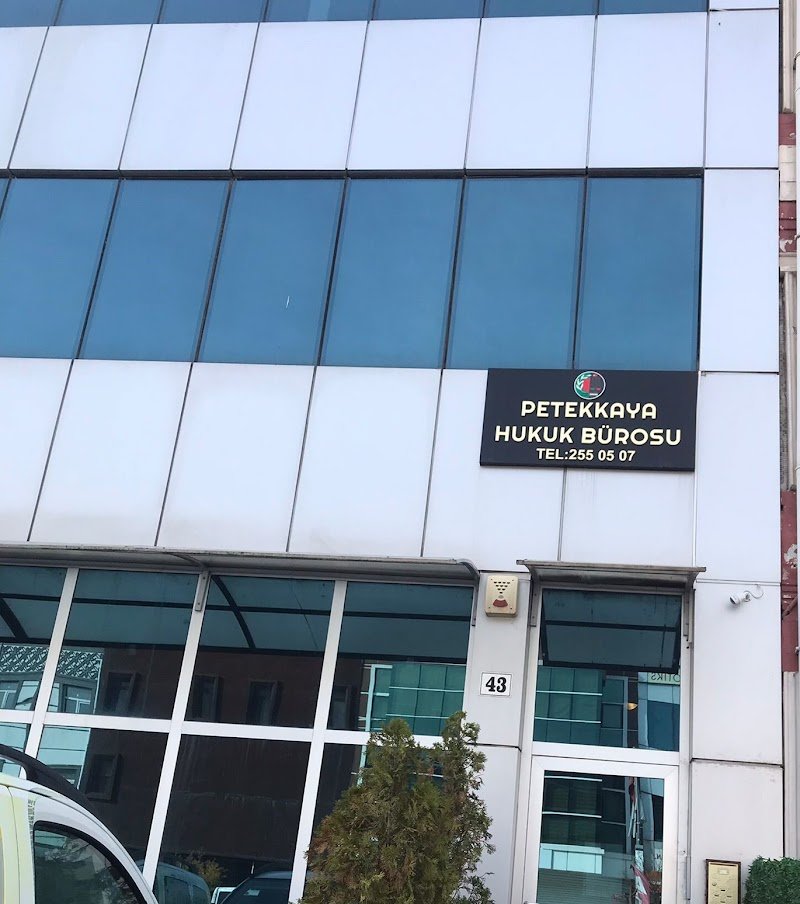 PETEKKAYA
HUKUK BÜROSU
TEL:255 05 07
43